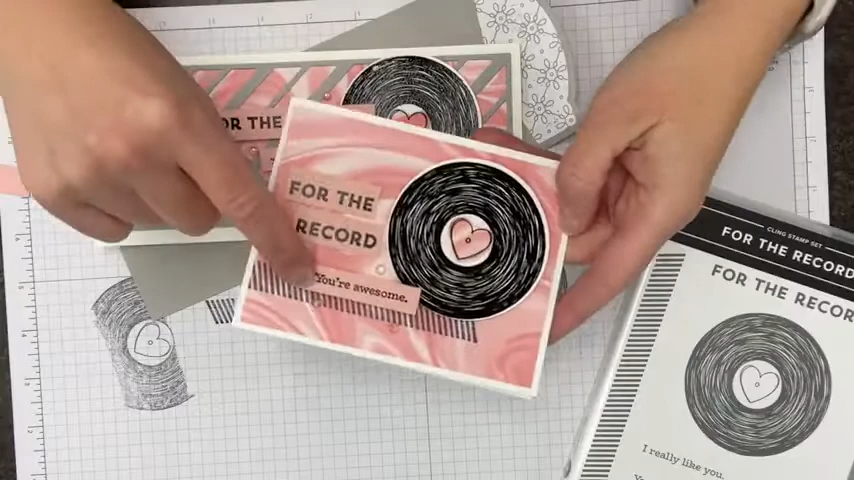 FOR THE
FOR THE
RECORD
You're awesome.
CLING STAMP SET
FOR THE RECORD
FOR THE RECORD
I really like you.